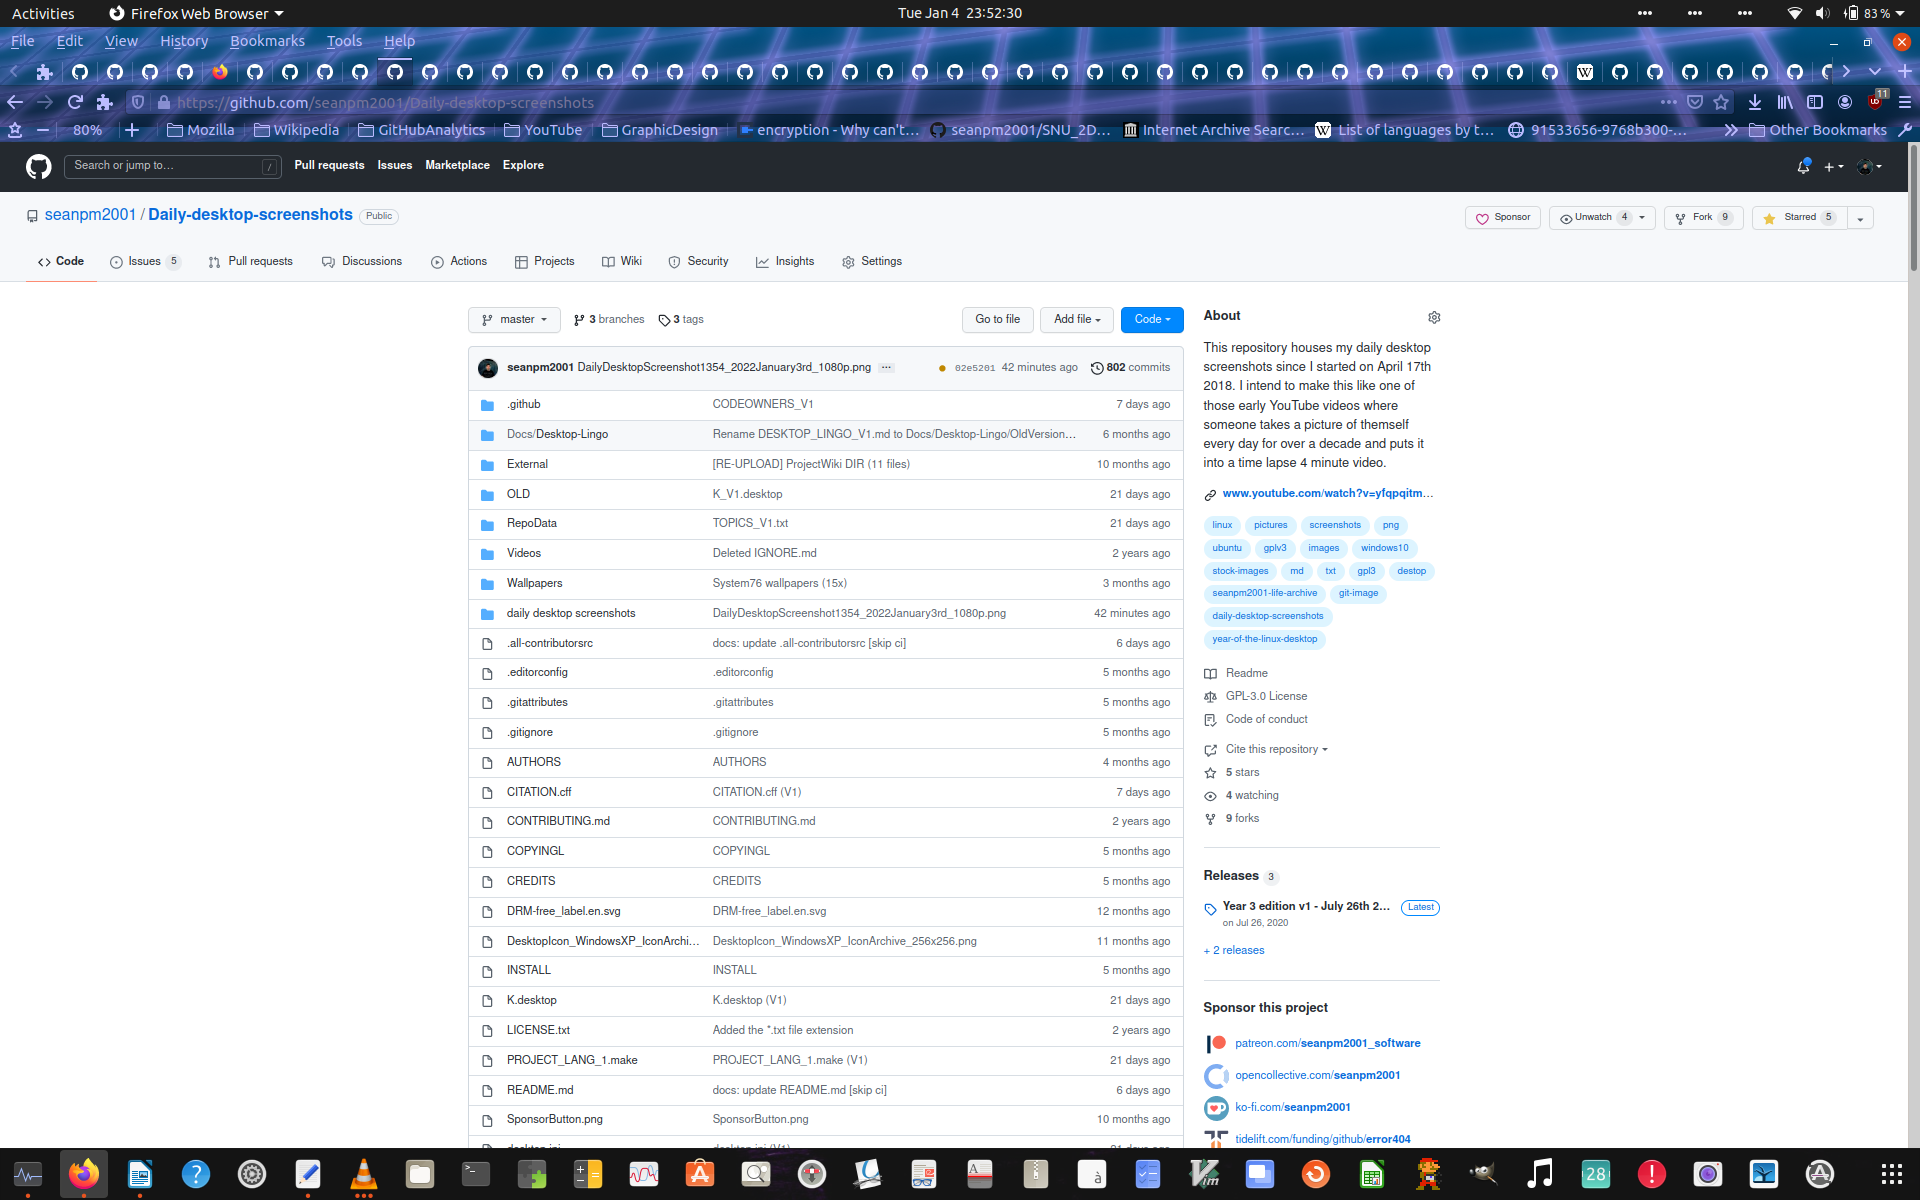 Activities Firefox Web Browser Tue Jan 4 23:52:30 83 %
File Edit View History Bookmarks Tools Help
https://github.com/seanpm2001/Daily-desktop-screenshots 11
80% Mozilla Wikipedia GitHubAnalytics YouTube GraphicDesign encryption - Why can't… seanpm2001/SNU_2D… Internet Archive Searc… List of languages by t… 91533656-9768b300-… Other Bookmarks
Search or jump to… / Pull requests Issues Marketplace Explore
seanpm2001 / Daily-desktop-screenshots Public Sponsor Unwatch 4 Fork 9 Starred 5
Code Issues 5 Pull requests Discussions Actions Projects Wiki Security Insights Settings
master 3 branches 3 tags Go to file Add file Code
seanpm2001 DailyDesktopScreenshot1354_2022January3rd_1080p.png ··· 02e5201 42 minutes ago 802 commits
.github CODEOWNERS_V1 7 days ago
Docs/Desktop-Lingo Rename DESKTOP_LINGO_V1.md to Docs/Desktop-Lingo/OldVersion… 6 months ago
External [RE-UPLOAD] ProjectWiki DIR (11 files) 10 months ago
OLD K_V1.desktop 21 days ago
RepoData TOPICS_V1.txt 21 days ago
Videos Deleted IGNORE.md 2 years ago
Wallpapers System76 wallpapers (15x) 3 months ago
daily desktop screenshots DailyDesktopScreenshot1354_2022January3rd_1080p.png 42 minutes ago
.all-contributorsrc docs: update .all-contributorsrc [skip ci] 6 days ago
.editorconfig .editorconfig 5 months ago
.gitattributes .gitattributes 5 months ago
.gitignore .gitignore 5 months ago
AUTHORS AUTHORS 4 months ago
CITATION.cff CITATION.cff (V1) 7 days ago
CONTRIBUTING.md CONTRIBUTING.md 2 years ago
COPYINGL COPYINGL 5 months ago
CREDITS CREDITS 5 months ago
DRM-free_label.en.svg DRM-free_label.en.svg 12 months ago
DesktopIcon_WindowsXP_IconArchi… DesktopIcon_WindowsXP_IconArchive_256x256.png 11 months ago
INSTALL INSTALL 5 months ago
K.desktop K.desktop (V1) 21 days ago
LICENSE.txt Added the *.txt file extension 2 years ago
PROJECT_LANG_1.make PROJECT_LANG_1.make (V1) 21 days ago
README.md docs: update README.md [skip ci] 6 days ago
SponsorButton.png SponsorButton.png 10 months ago
desktop.ini desktop.ini (V1) 21 days ago
About
This repository houses my daily desktop
screenshots since I started on April 17th
2018. I intend to make this like one of
those early YouTube videos where
someone takes a picture of themself
every day for over a decade and puts it
into a time lapse 4 minute video.
www.youtube.com/watch?v=yfqpqitm…
linux pictures screenshots png
ubuntu gplv3 images windows10
stock-images md txt gpl3 destop
seanpm2001-life-archive git-image
daily-desktop-screenshots
year-of-the-linux-desktop
Readme
GPL-3.0 License
Code of conduct
Cite this repository
5 stars
4 watching
9 forks
Releases 3
Year 3 edition v1 - July 26th 2… Latest
on Jul 26, 2020
+ 2 releases
Sponsor this project
patreon.com/seanpm2001_software
opencollective.com/seanpm2001
ko-fi.com/seanpm2001
tidelift.com/funding/github/error404
28